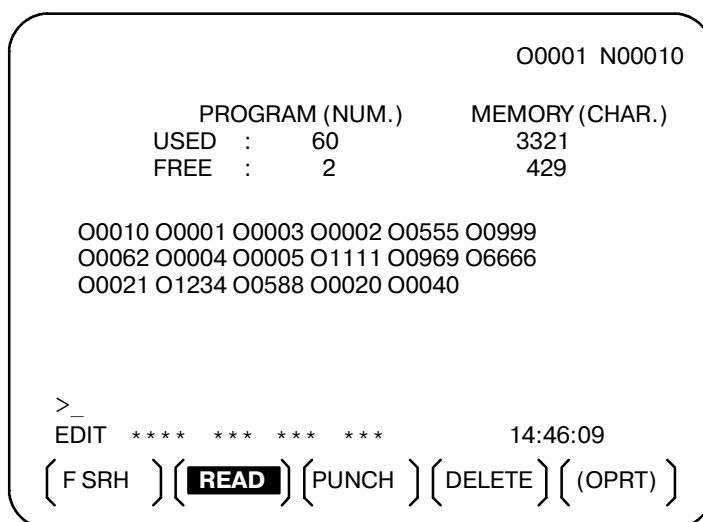 O0001 N00010
PROGRAM (NUM.) MEMORY (CHAR.)
USED : 60 3321
FREE : 2 429
O0010 O0001 O0003 O0002 O0555 O0999
O0062 O0004 O0005 O1111 O0969 O6666
O0021 O1234 O0588 O0020 O0040
>_
EDIT **** *** *** *** 14:46:09
F SRH READ PUNCH DELETE (OPRT)